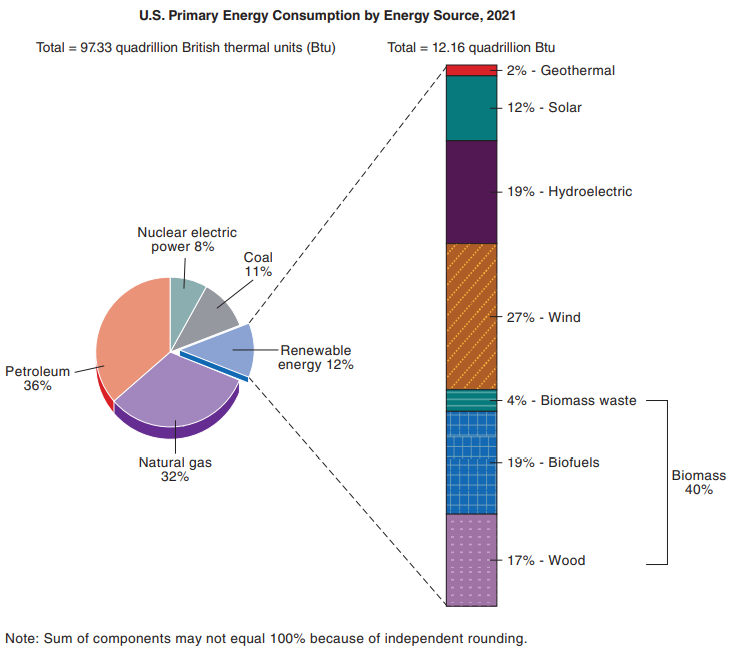 U.S. Primary Energy Consumption by Energy Source, 2021
Total = 97.33 quadrillion British thermal units (Btu)
Total = 12.16 quadrillion Btu
Nuclear electric
power 8%
Coal
11%
Renewable
energy 12%
Petroleum
36%
Natural gas
32%
2% - Geothermal
12% - Solar
19% - Hydroelectric
27% - Wind
4% - Biomass waste
19% - Biofuels
17% - Wood
Biomass
40%
Note: Sum of components may not equal 100% because of independent rounding.